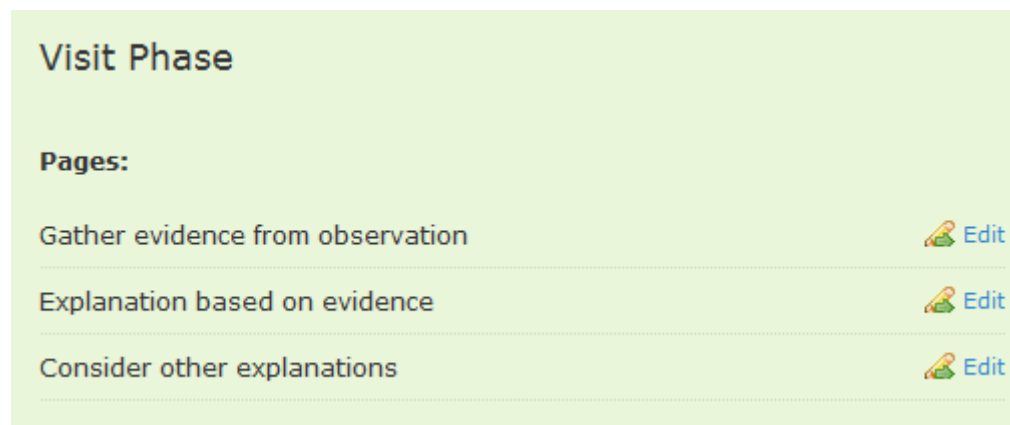 Visit Phase
Pages:
Gather evidence from observation Edit
Explanation based on evidence Edit
Consider other explanations Edit